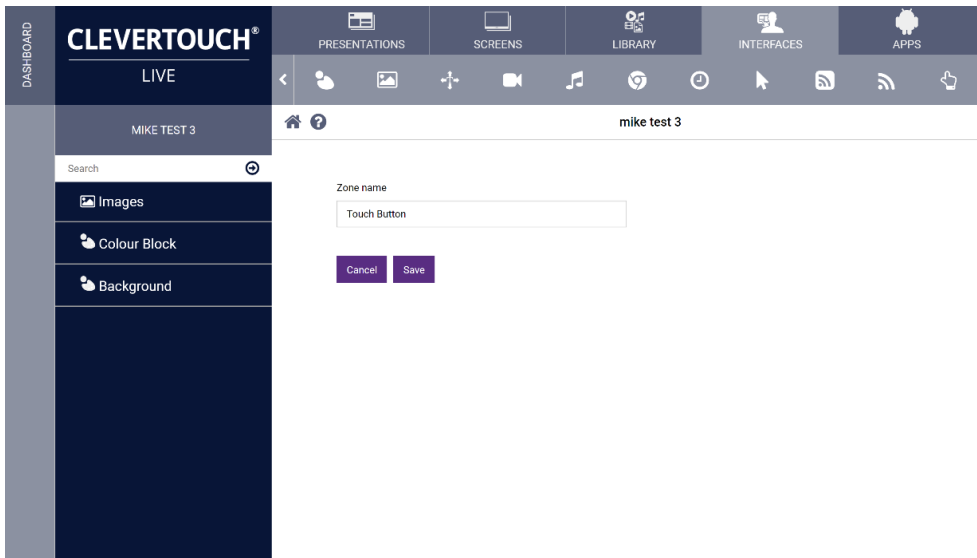 DASHBOARD
CLEVERTOUCH®
LIVE
PRESENTATIONS
SCREENS
LIBRARY
INTERFACES
APPS
MIKE TEST 3
mike test 3
Search
Images
Colour Block
Background
Zone name
Touch Button
Cancel
Save